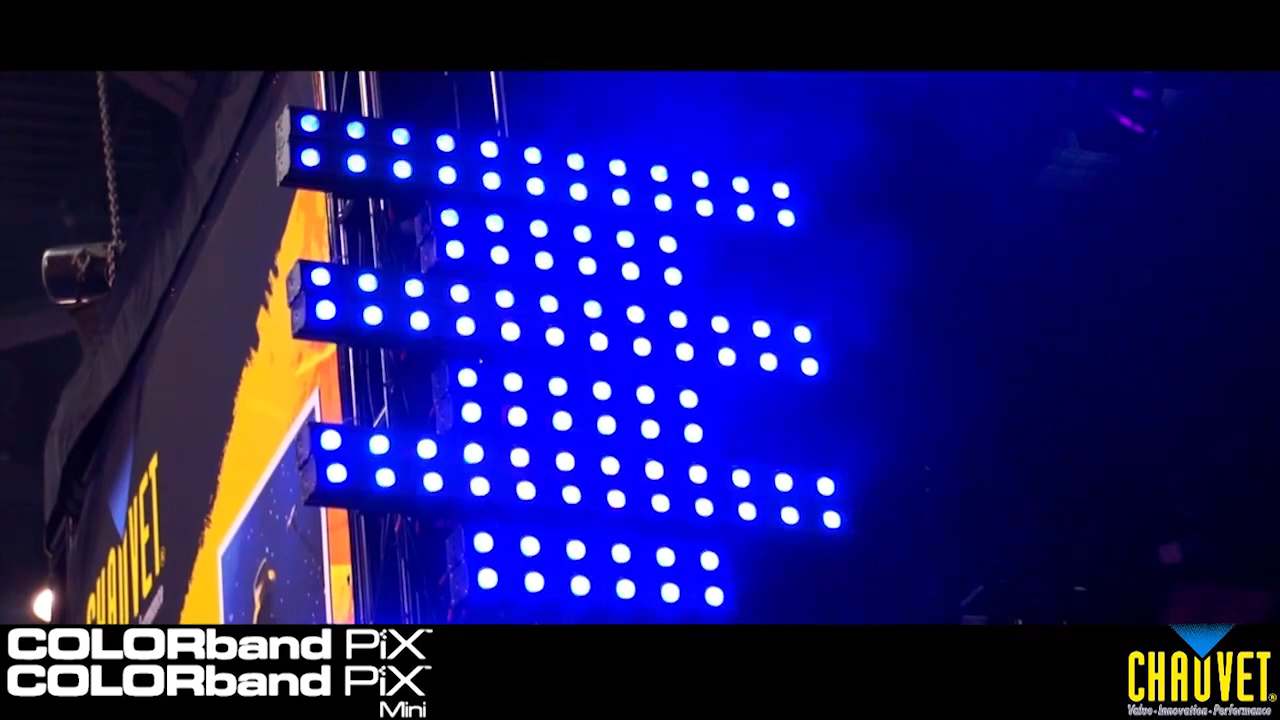 CHAUVET
COLORband PiX™
COLORband PiX™
Mini
CHAUVET®
Value · Innovation · Performance